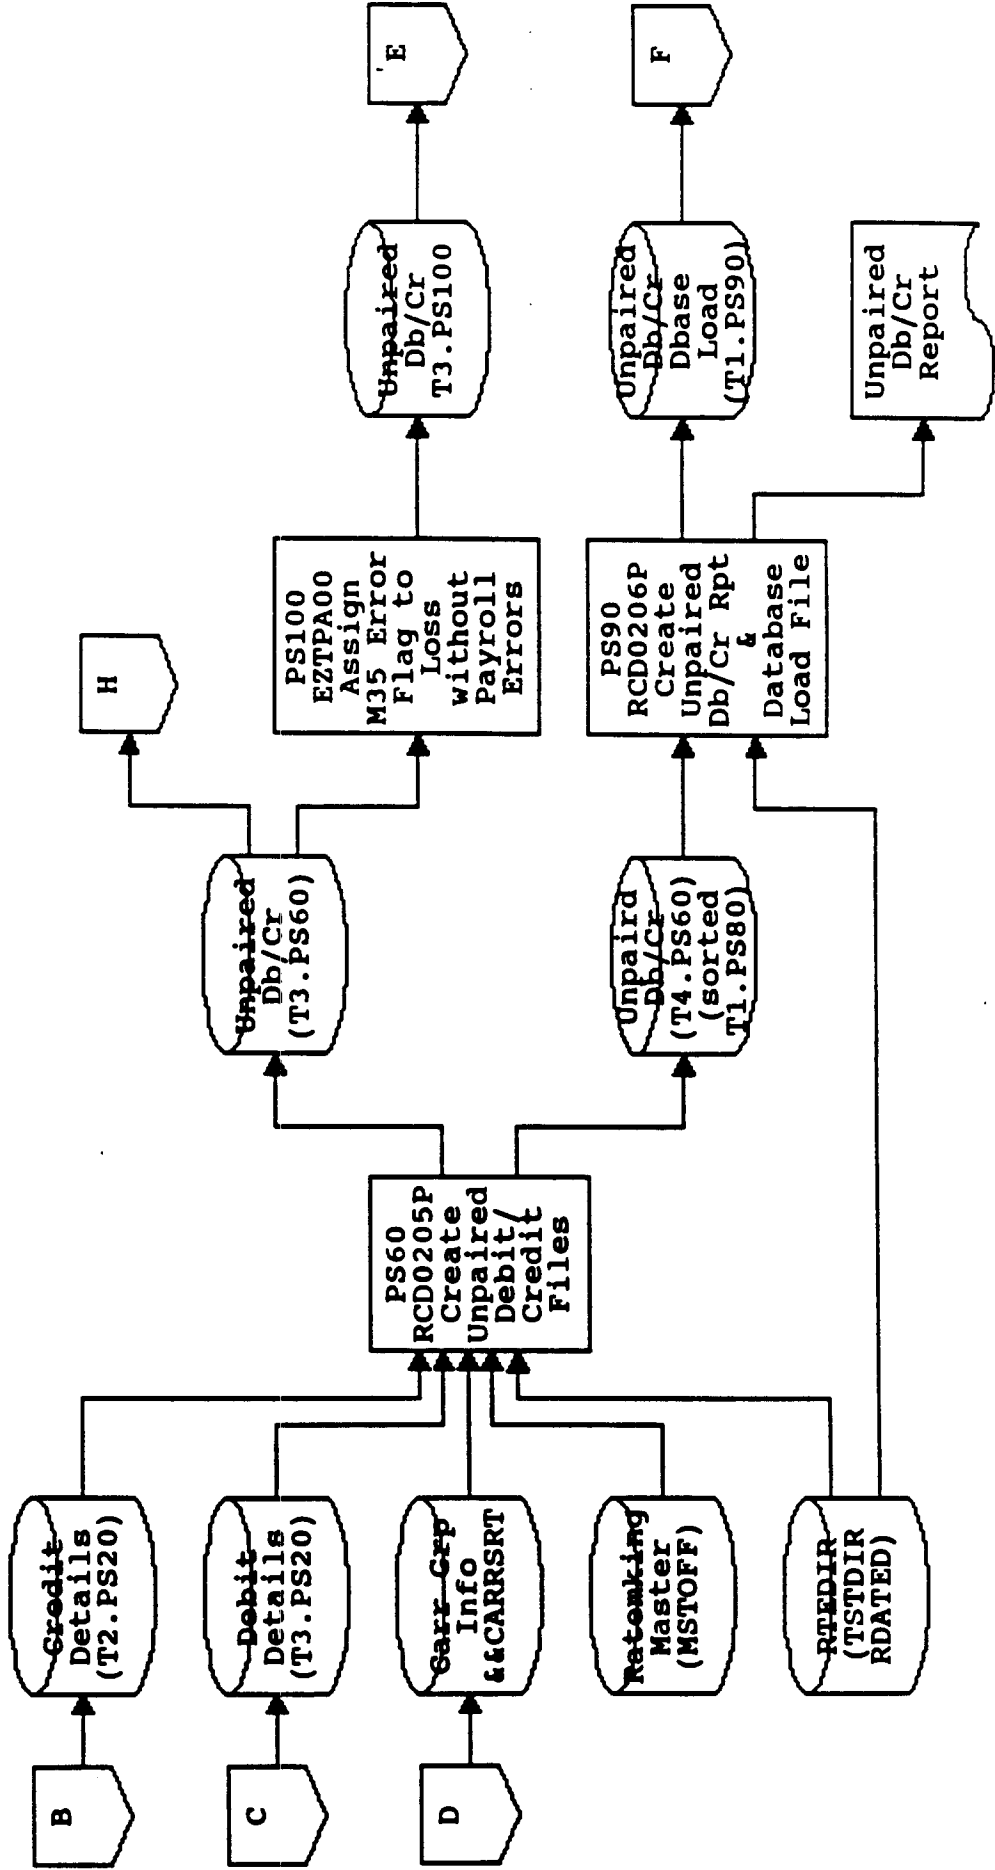 B
Credit
Details
(T2.PS20)
C
Debit
Details
(T3.PS20)
D
Carr Grp
Info
&&CARRSRT
Ratemking
Master
(MSTOFF)
RTEDIR
(TSTDIR
RDATED)
PS60
RCD0205P
Create
Unpaired
Debit/
Credit
Files
Unpaired
Db/Cr
(T3.PS60)
Unpaird
Db/Cr
(T4.PS60)
(sorted
T1.PS80)
H
PS100
EZTPA00
Assign
M35 Error
Flag to
Loss
without
Payroll
Errors
PS90
RCD0206P
Create
Unpaired
Db/Cr Rpt
&
Database
Load File
Unpaired
Db/Cr
T3.PS100
Unpaired
Db/Cr
Dbase
Load
(T1.PS90)
Unpaired
Db/Cr
Report
E
F